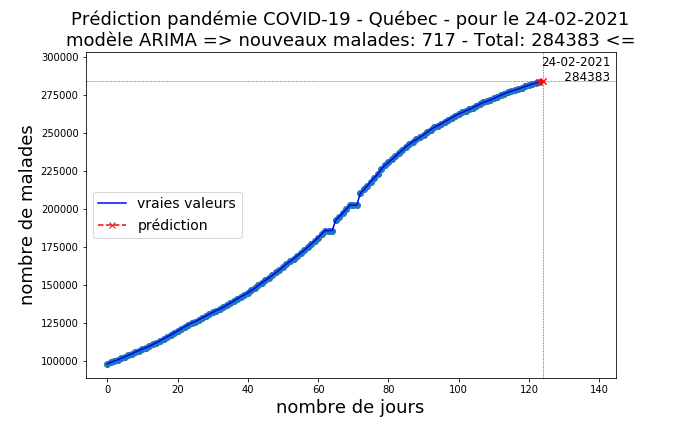 Prédiction pandémie COVID-19 - Québec - pour le 24-02-2021
modèle ARIMA => nouveaux malades: 717 - Total: 284383 <=
24-02-2021
284383
300000
275000
250000
225000
200000
175000
150000
125000
100000
nombre de malades
vraies valeurs
prédiction
0 20 40 60 80 100 120 140
nombre de jours